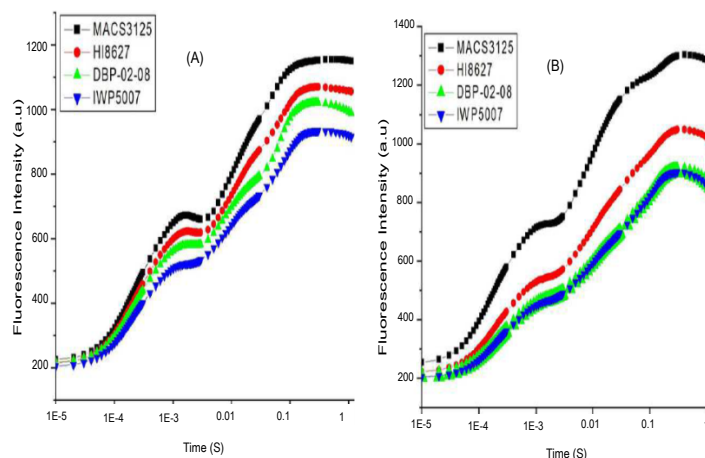 (A)
MACS3125
HI8627
DBP-02-08
IWP5007
Fluorescence Intensity (a.u)
1200
1000
800
600
400
200
1E-5
1E-4
1E-3
0.01
0.1
1
Time (S)
(B)
MACS3125
HI8627
DBP-02-08
IWP5007
Fluorescence Intensity (a.u)
1400
1200
1000
800
600
400
200
1E-5
1E-4
1E-3
0.01
0.1
1
Time (S)